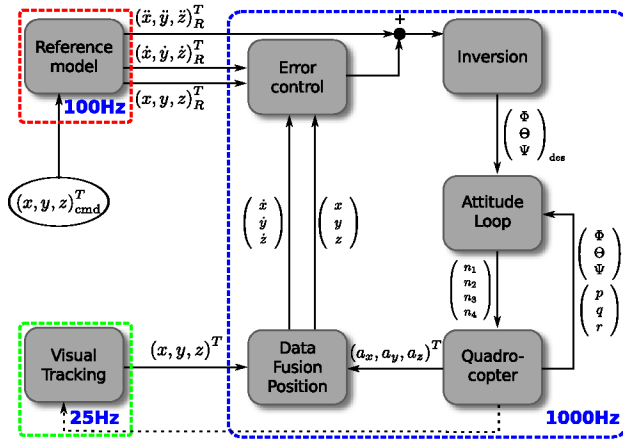 (ẍ, ÿ, z̈)ᵀ_R
+
Reference
model
(ẋ, ẏ, ż)ᵀ_R
Error
control
Inversion
100Hz
(x, y, z)ᵀ_R
(Φ Θ Ψ)_des
(x, y, z)ᵀ_cmd
Attitude
Loop
(ẋ ẏ ż)
(x y z)
(Φ Θ Ψ)
(n₁ n₂ n₃ n₄)
(p q r)
Visual
Tracking
(x, y, z)ᵀ
Data
Fusion
Position
(aₓ, a_y, a_z)ᵀ
Quadro-
copter
25Hz
1000Hz